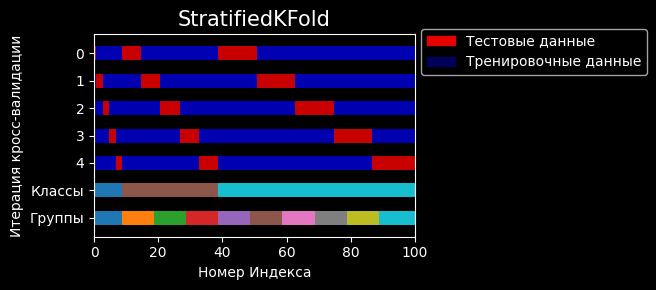 StratifiedKFold
Итерация кросс-валидации
0
1
2
3
4
Классы
Группы
0 20 40 60 80 100
Номер Индекса
Тестовые данные
Тренировочные данные